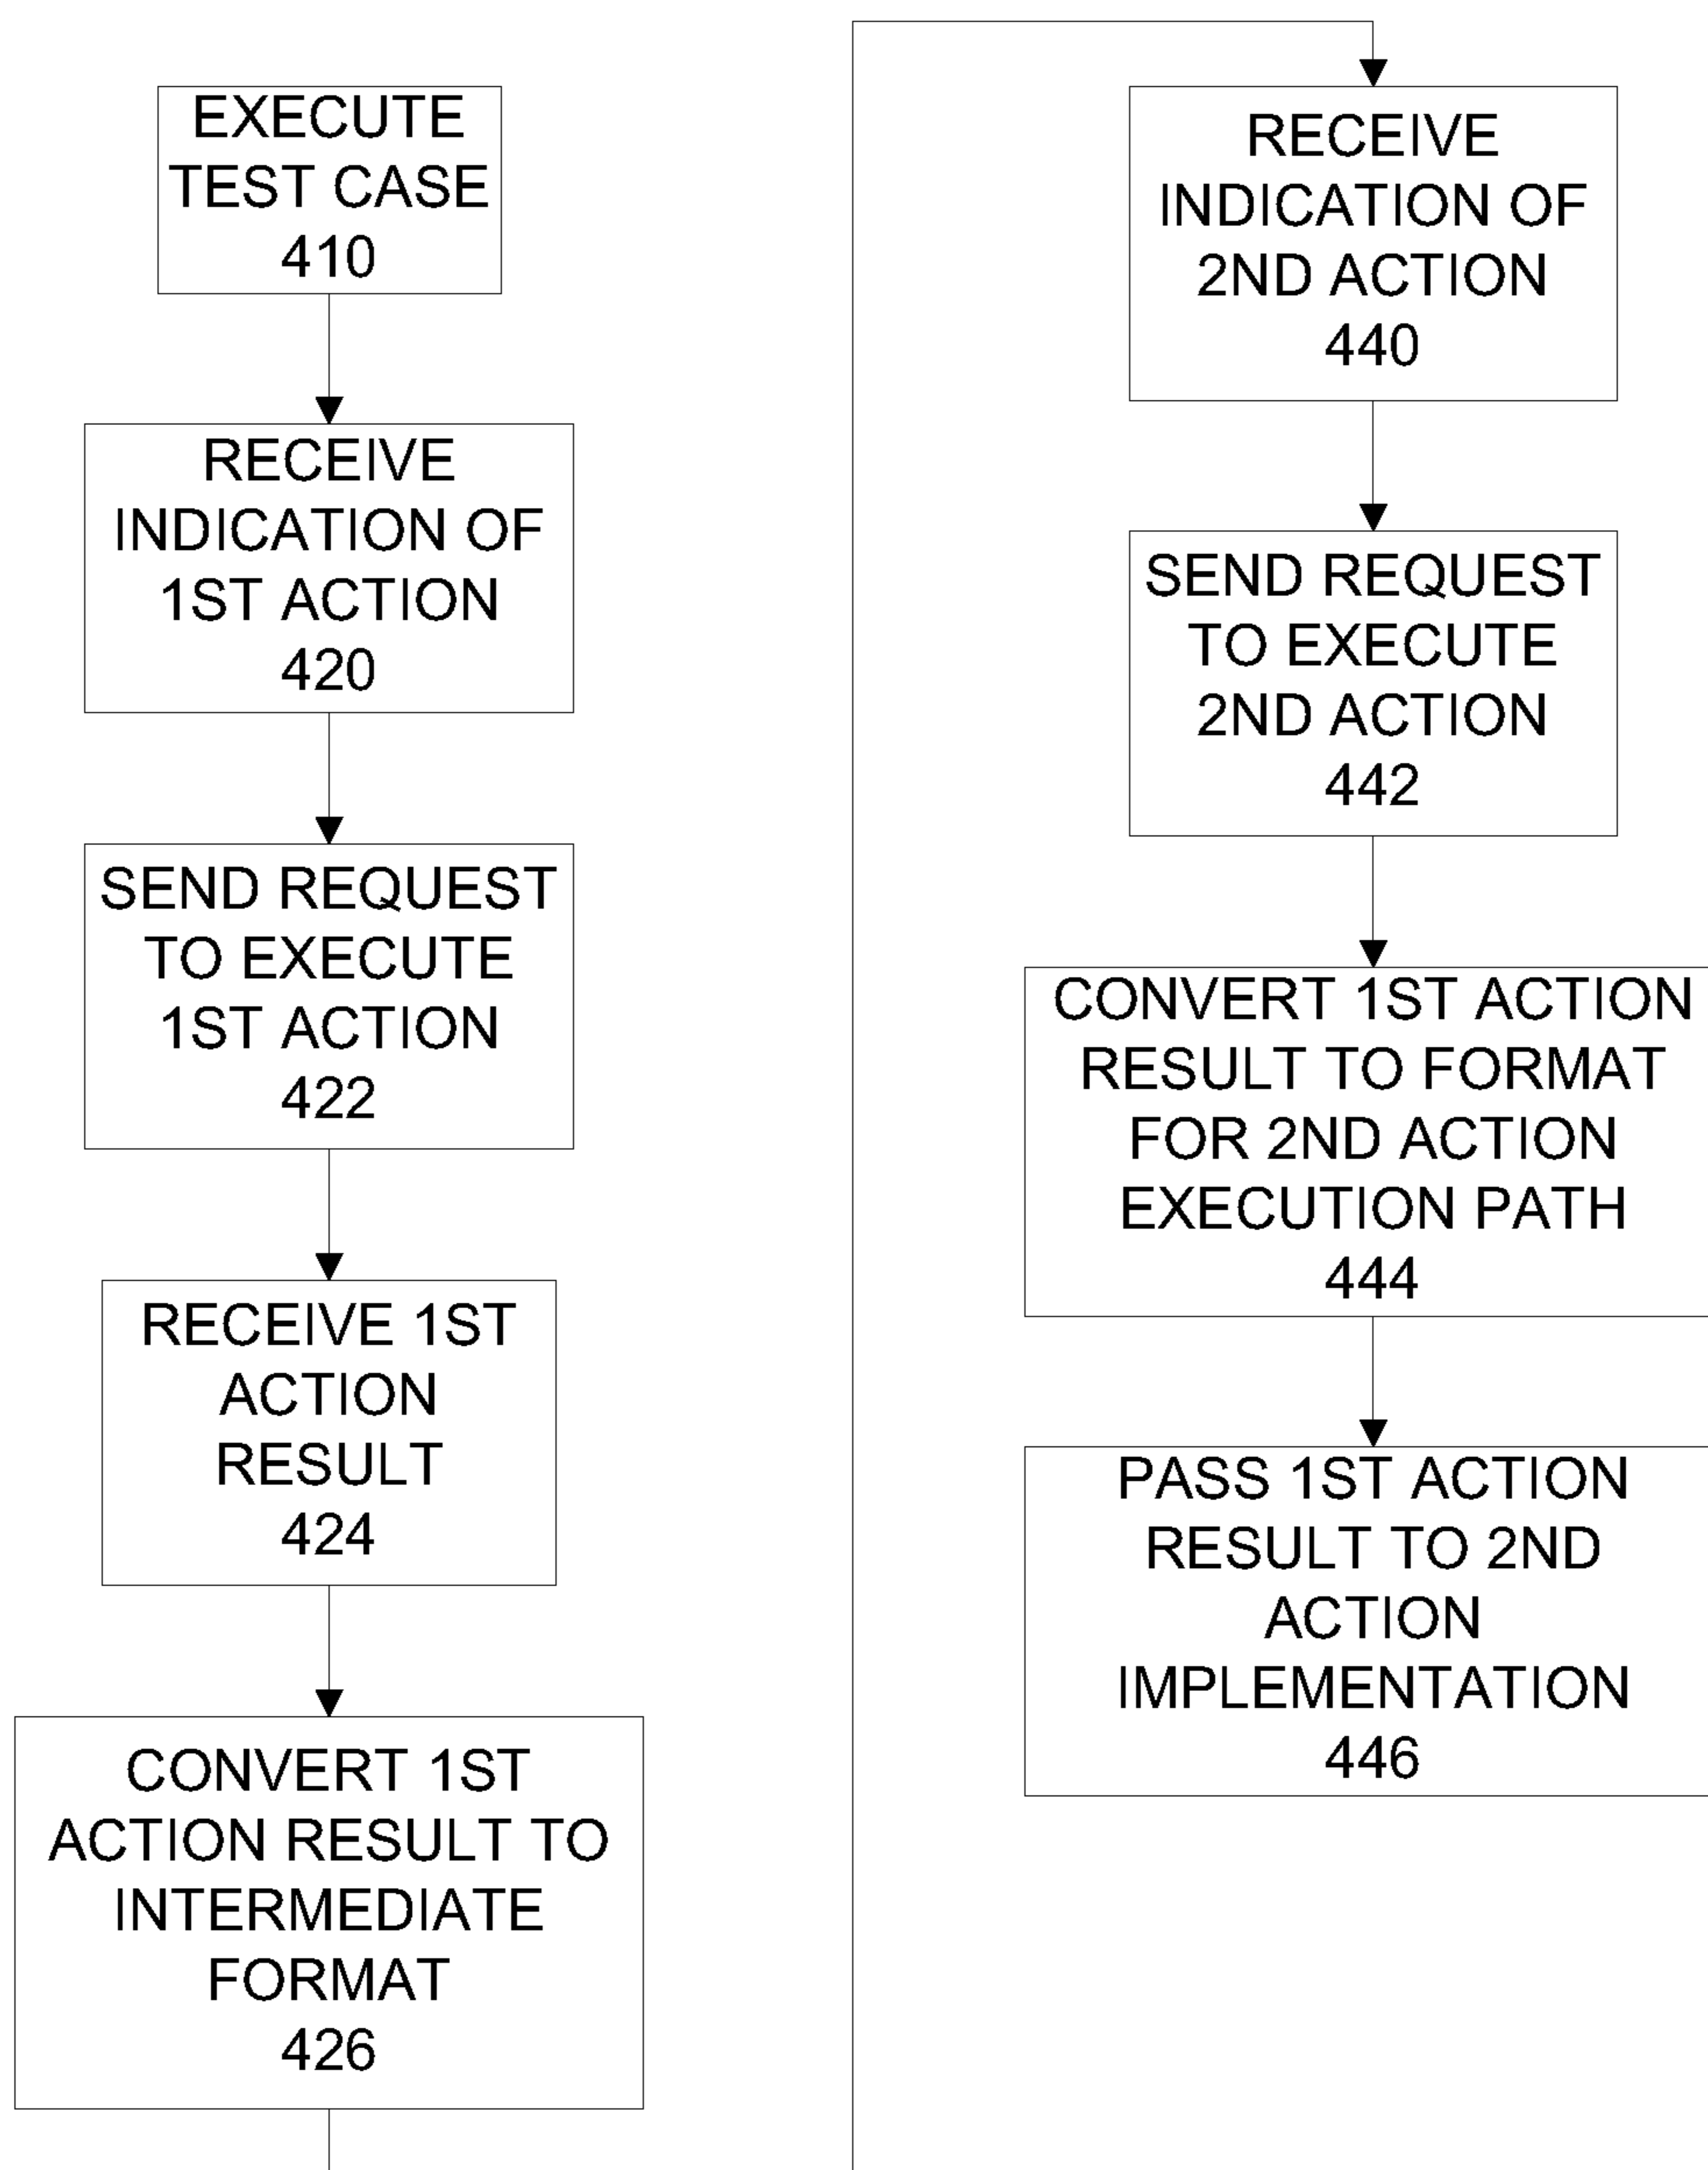 EXECUTE
TEST CASE
410
RECEIVE
INDICATION OF
1ST ACTION
420
SEND REQUEST
TO EXECUTE
1ST ACTION
422
RECEIVE 1ST
ACTION
RESULT
424
CONVERT 1ST
ACTION RESULT TO
INTERMEDIATE
FORMAT
426
RECEIVE
INDICATION OF
2ND ACTION
440
SEND REQUEST
TO EXECUTE
2ND ACTION
442
CONVERT 1ST ACTION
RESULT TO FORMAT
FOR 2ND ACTION
EXECUTION PATH
444
PASS 1ST ACTION
RESULT TO 2ND
ACTION
IMPLEMENTATION
446